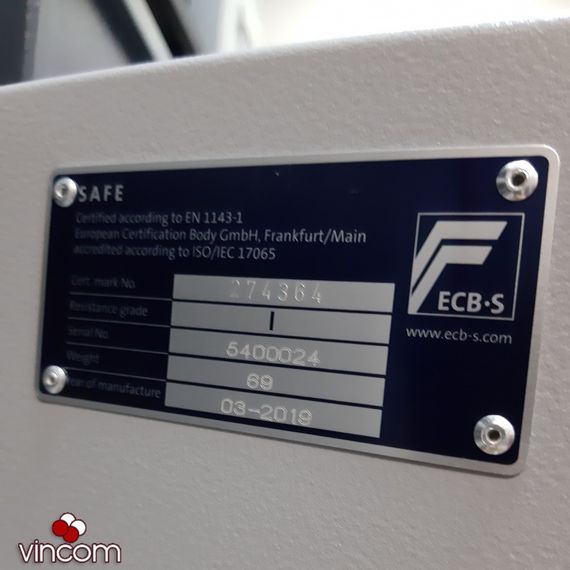 SAFE
Certified according to EN 1143-1
European Certification Body GmbH, Frankfurt/Main
accredited according to ISO/IEC 17065
Cert. mark No. 274364
Resistance grade I
Serial No. 5400024
Weight 69
Year of manufacture 03-2019
ECB·S
www.ecb-s.com
vincom